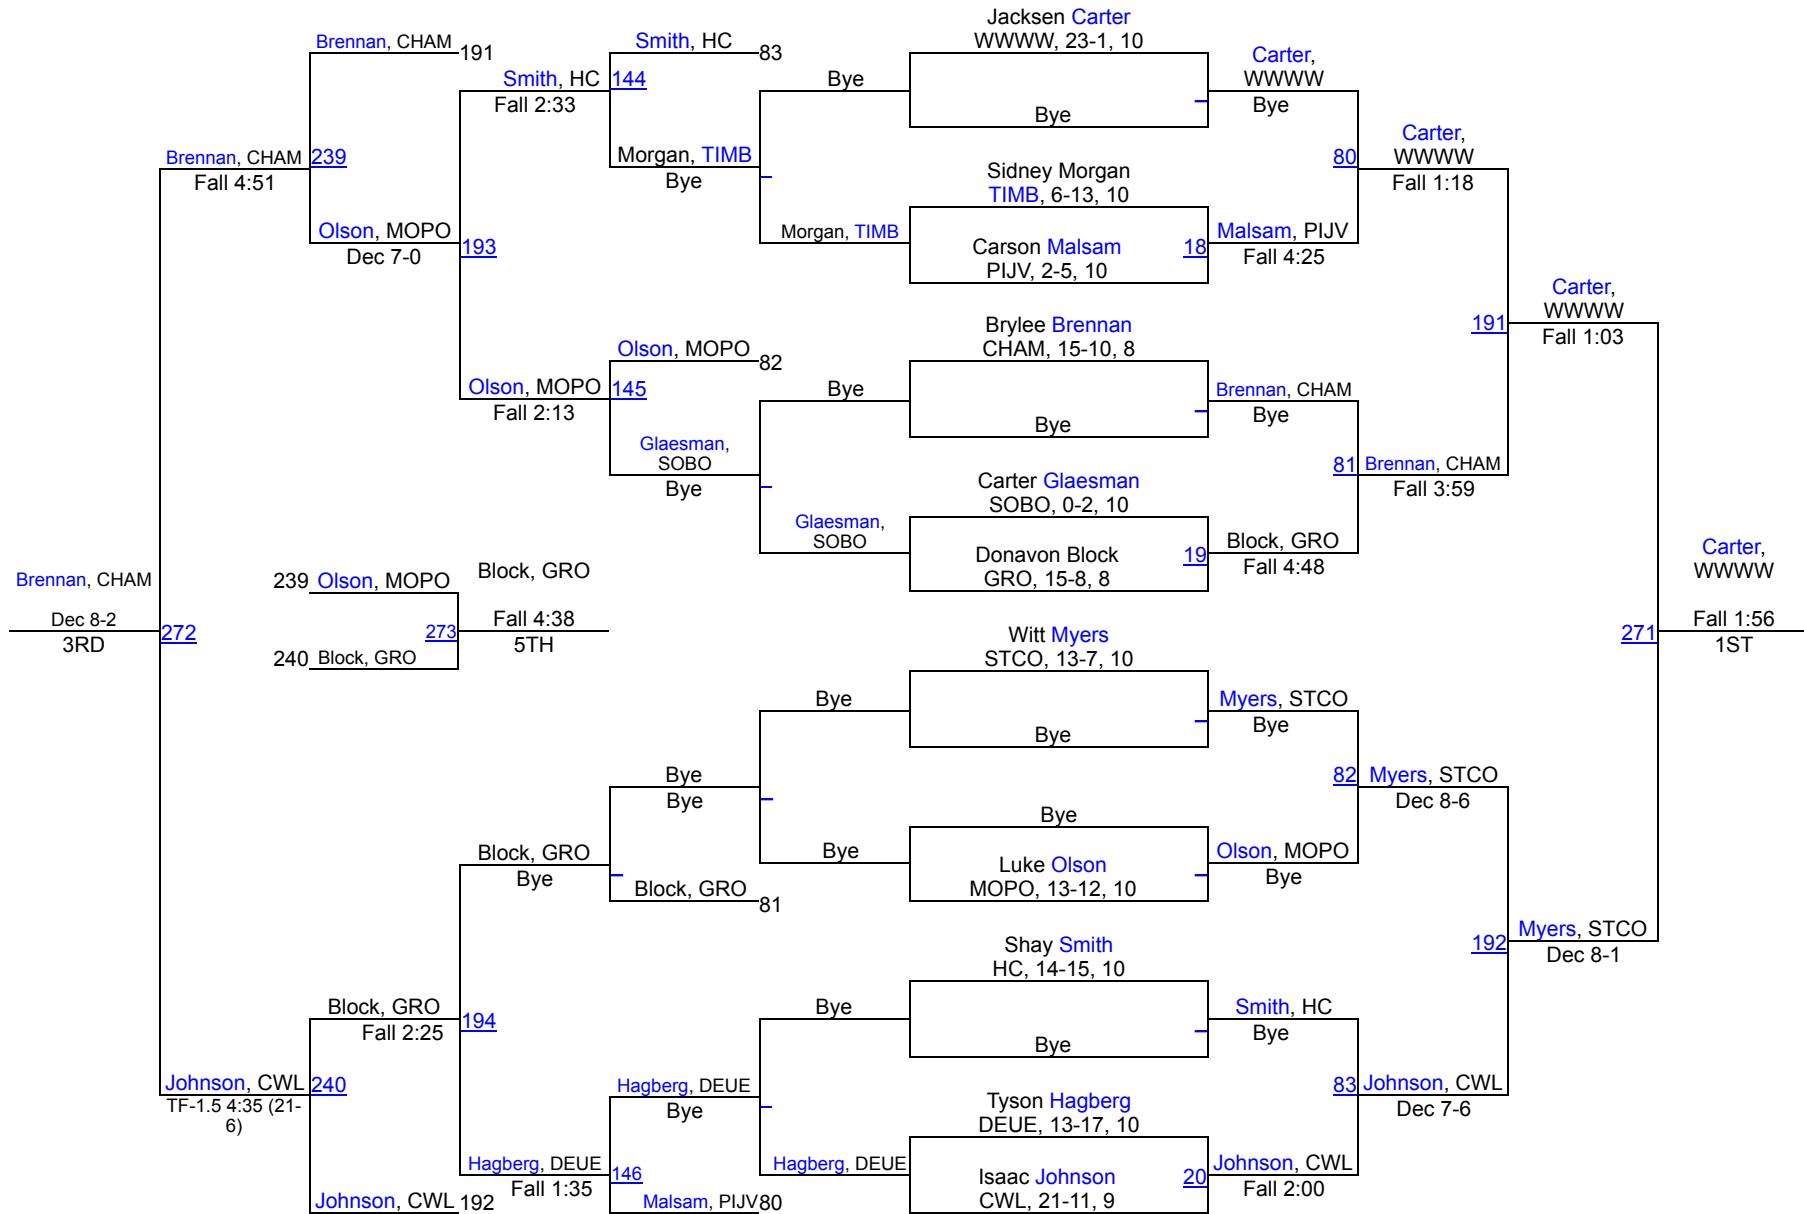 Jacksen Carter
WWWW, 23-1, 10
Bye
Sidney Morgan
TIMB, 6-13, 10
Carson Malsam
PIJV, 2-5, 10
18
Brylee Brennan
CHAM, 15-10, 8
Bye
Carter Glaesman
SOBO, 0-2, 10
Donavon Block
GRO, 15-8, 8
19
Witt Myers
STCO, 13-7, 10
Bye
Bye
Luke Olson
MOPO, 13-12, 10
Shay Smith
HC, 14-15, 10
Bye
Tyson Hagberg
DEUE, 13-17, 10
Isaac Johnson
CWL, 21-11, 9
20
Carter,
WWWW
Bye
80
Malsam, PIJV
Fall 4:25
Brennan, CHAM
Bye
81
Block, GRO
Fall 4:48
Myers, STCO
Bye
82
Olson, MOPO
Bye
Smith, HC
Bye
83
Johnson, CWL
Fall 2:00
Carter,
WWWW
Fall 1:18
191
Brennan, CHAM
Fall 3:59
Myers, STCO
Dec 8-6
192
Johnson, CWL
Dec 7-6
Carter,
WWWW
Fall 1:03
271
Myers, STCO
Dec 8-1
Carter,
WWWW
Fall 1:56
1ST
Bye
Morgan, TIMB
Bye
Glaesman,
SOBO
Bye
Bye
Bye
Hagberg, DEUE
Smith, HC
83
144
Morgan, TIMB
Bye
Olson, MOPO
82
145
Glaesman,
SOBO
Bye
Bye
Bye
Block, GRO
81
Hagberg, DEUE
Bye
146
Malsam, PIJV
80
Smith, HC
Fall 2:33
193
Olson, MOPO
Fall 2:13
Block, GRO
Bye
194
Hagberg, DEUE
Fall 1:35
Brennan, CHAM
191
239
Olson, MOPO
Dec 7-0
Block, GRO
Fall 2:25
240
Johnson, CWL
192
Brennan, CHAM
Fall 4:51
272
Johnson, CWL
TF-1.5 4:35 (21-
6)
Brennan, CHAM
Dec 8-2
3RD
239 Olson, MOPO
273
240 Block, GRO
Block, GRO
Fall 4:38
5TH